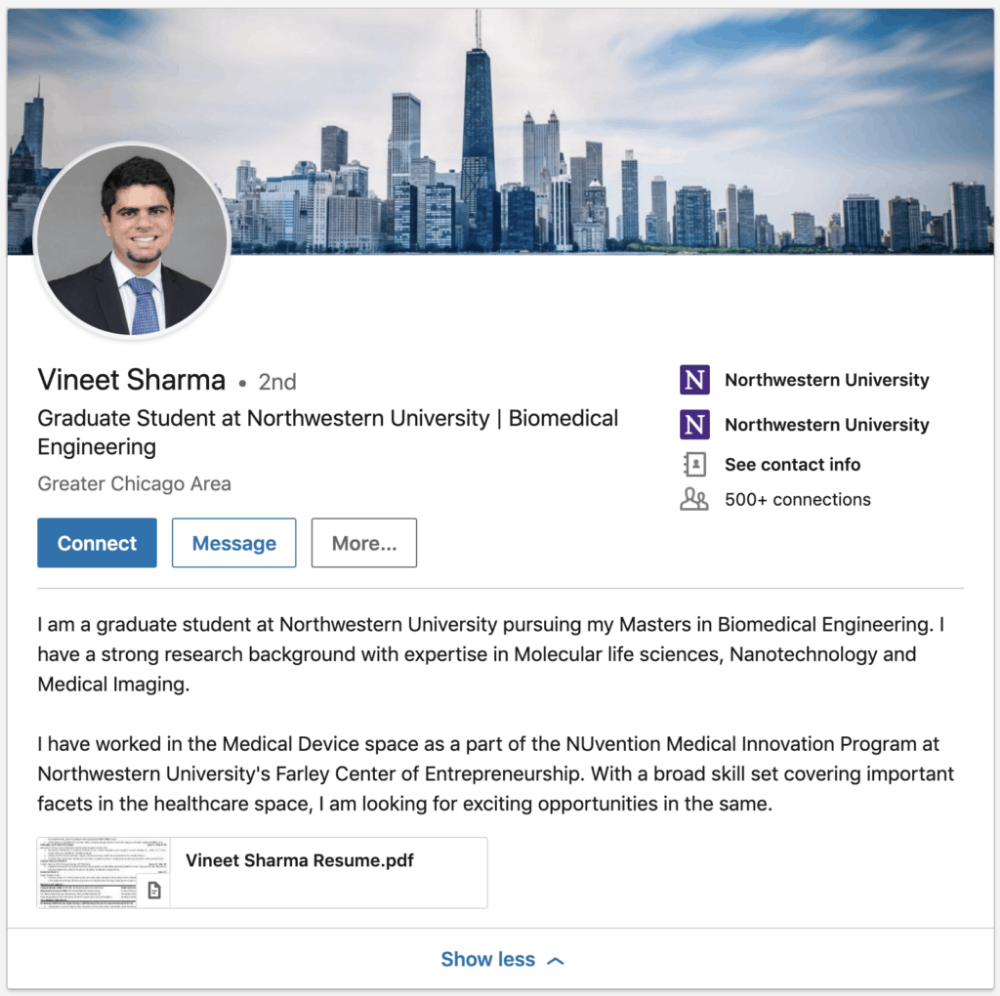 Vineet Sharma • 2nd
Graduate Student at Northwestern University | Biomedical
Engineering
Greater Chicago Area
Connect
Message
More...
N Northwestern University
N Northwestern University
See contact info
500+ connections
I am a graduate student at Northwestern University pursuing my Masters in Biomedical Engineering. I
have a strong research background with expertise in Molecular life sciences, Nanotechnology and
Medical Imaging.
I have worked in the Medical Device space as a part of the NUvention Medical Innovation Program at
Northwestern University's Farley Center of Entrepreneurship. With a broad skill set covering important
facets in the healthcare space, I am looking for exciting opportunities in the same.
Vineet Sharma Resume.pdf
Show less